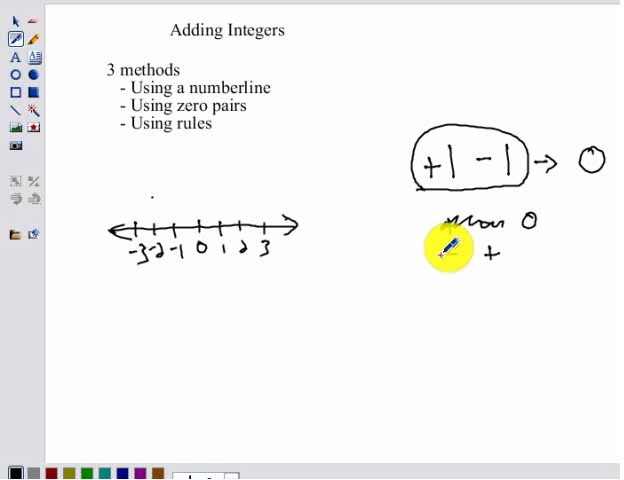 Adding Integers
3 methods
- Using a numberline
- Using zero pairs
- Using rules
+1 -1 → 0
0
-3 -2 -1 0 1 2 3
- +